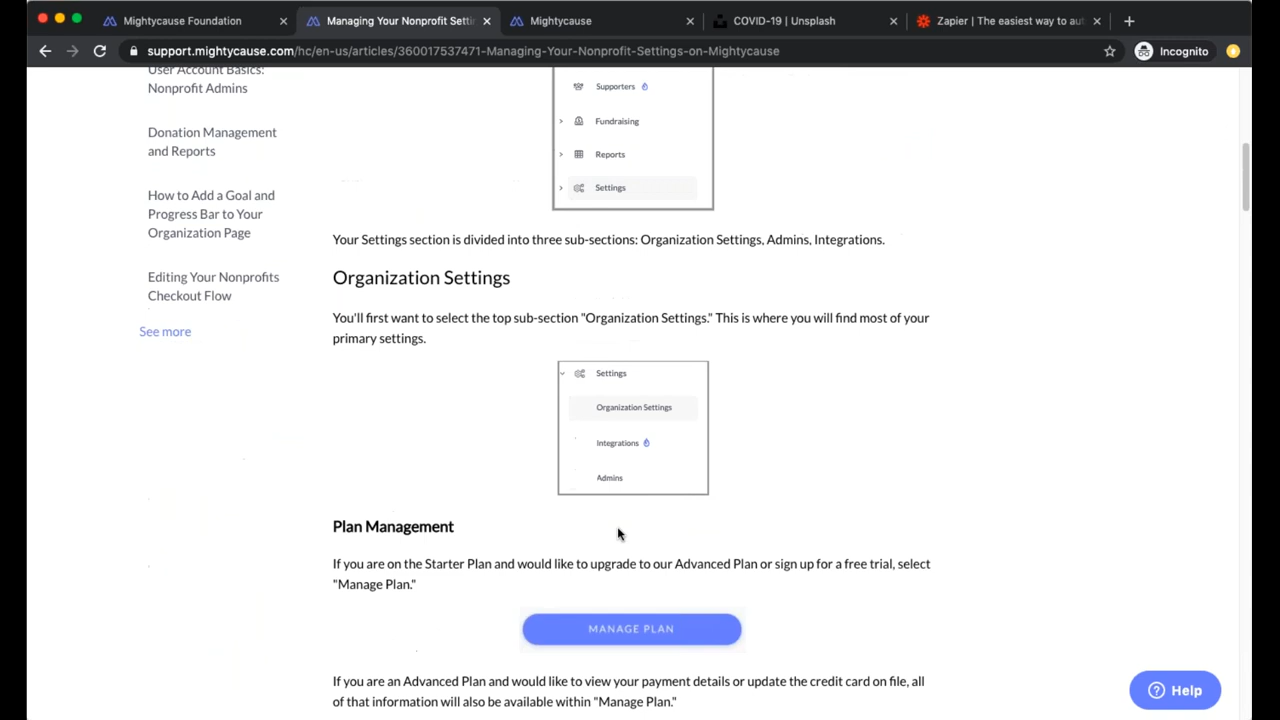 Mightycause Foundation
Managing Your Nonprofit Settin
Mightycause
COVID-19 | Unsplash
Zapier | The easiest way to aut
support.mightycause.com/hc/en-us/articles/360017537471-Managing-Your-Nonprofit-Settings-on-Mightycause
Incognito
User Account Basics:
Nonprofit Admins
Donation Management
and Reports
How to Add a Goal and
Progress Bar to Your
Organization Page
Editing Your Nonprofits
Checkout Flow
See more
Supporters
Fundraising
Reports
Settings
Your Settings section is divided into three sub-sections: Organization Settings, Admins, Integrations.
Organization Settings
You'll first want to select the top sub-section "Organization Settings." This is where you will find most of your
primary settings.
Settings
Organization Settings
Integrations
Admins
Plan Management
If you are on the Starter Plan and would like to upgrade to our Advanced Plan or sign up for a free trial, select
"Manage Plan."
MANAGE PLAN
If you are an Advanced Plan and would like to view your payment details or update the credit card on file, all
of that information will also be available within "Manage Plan."
Help